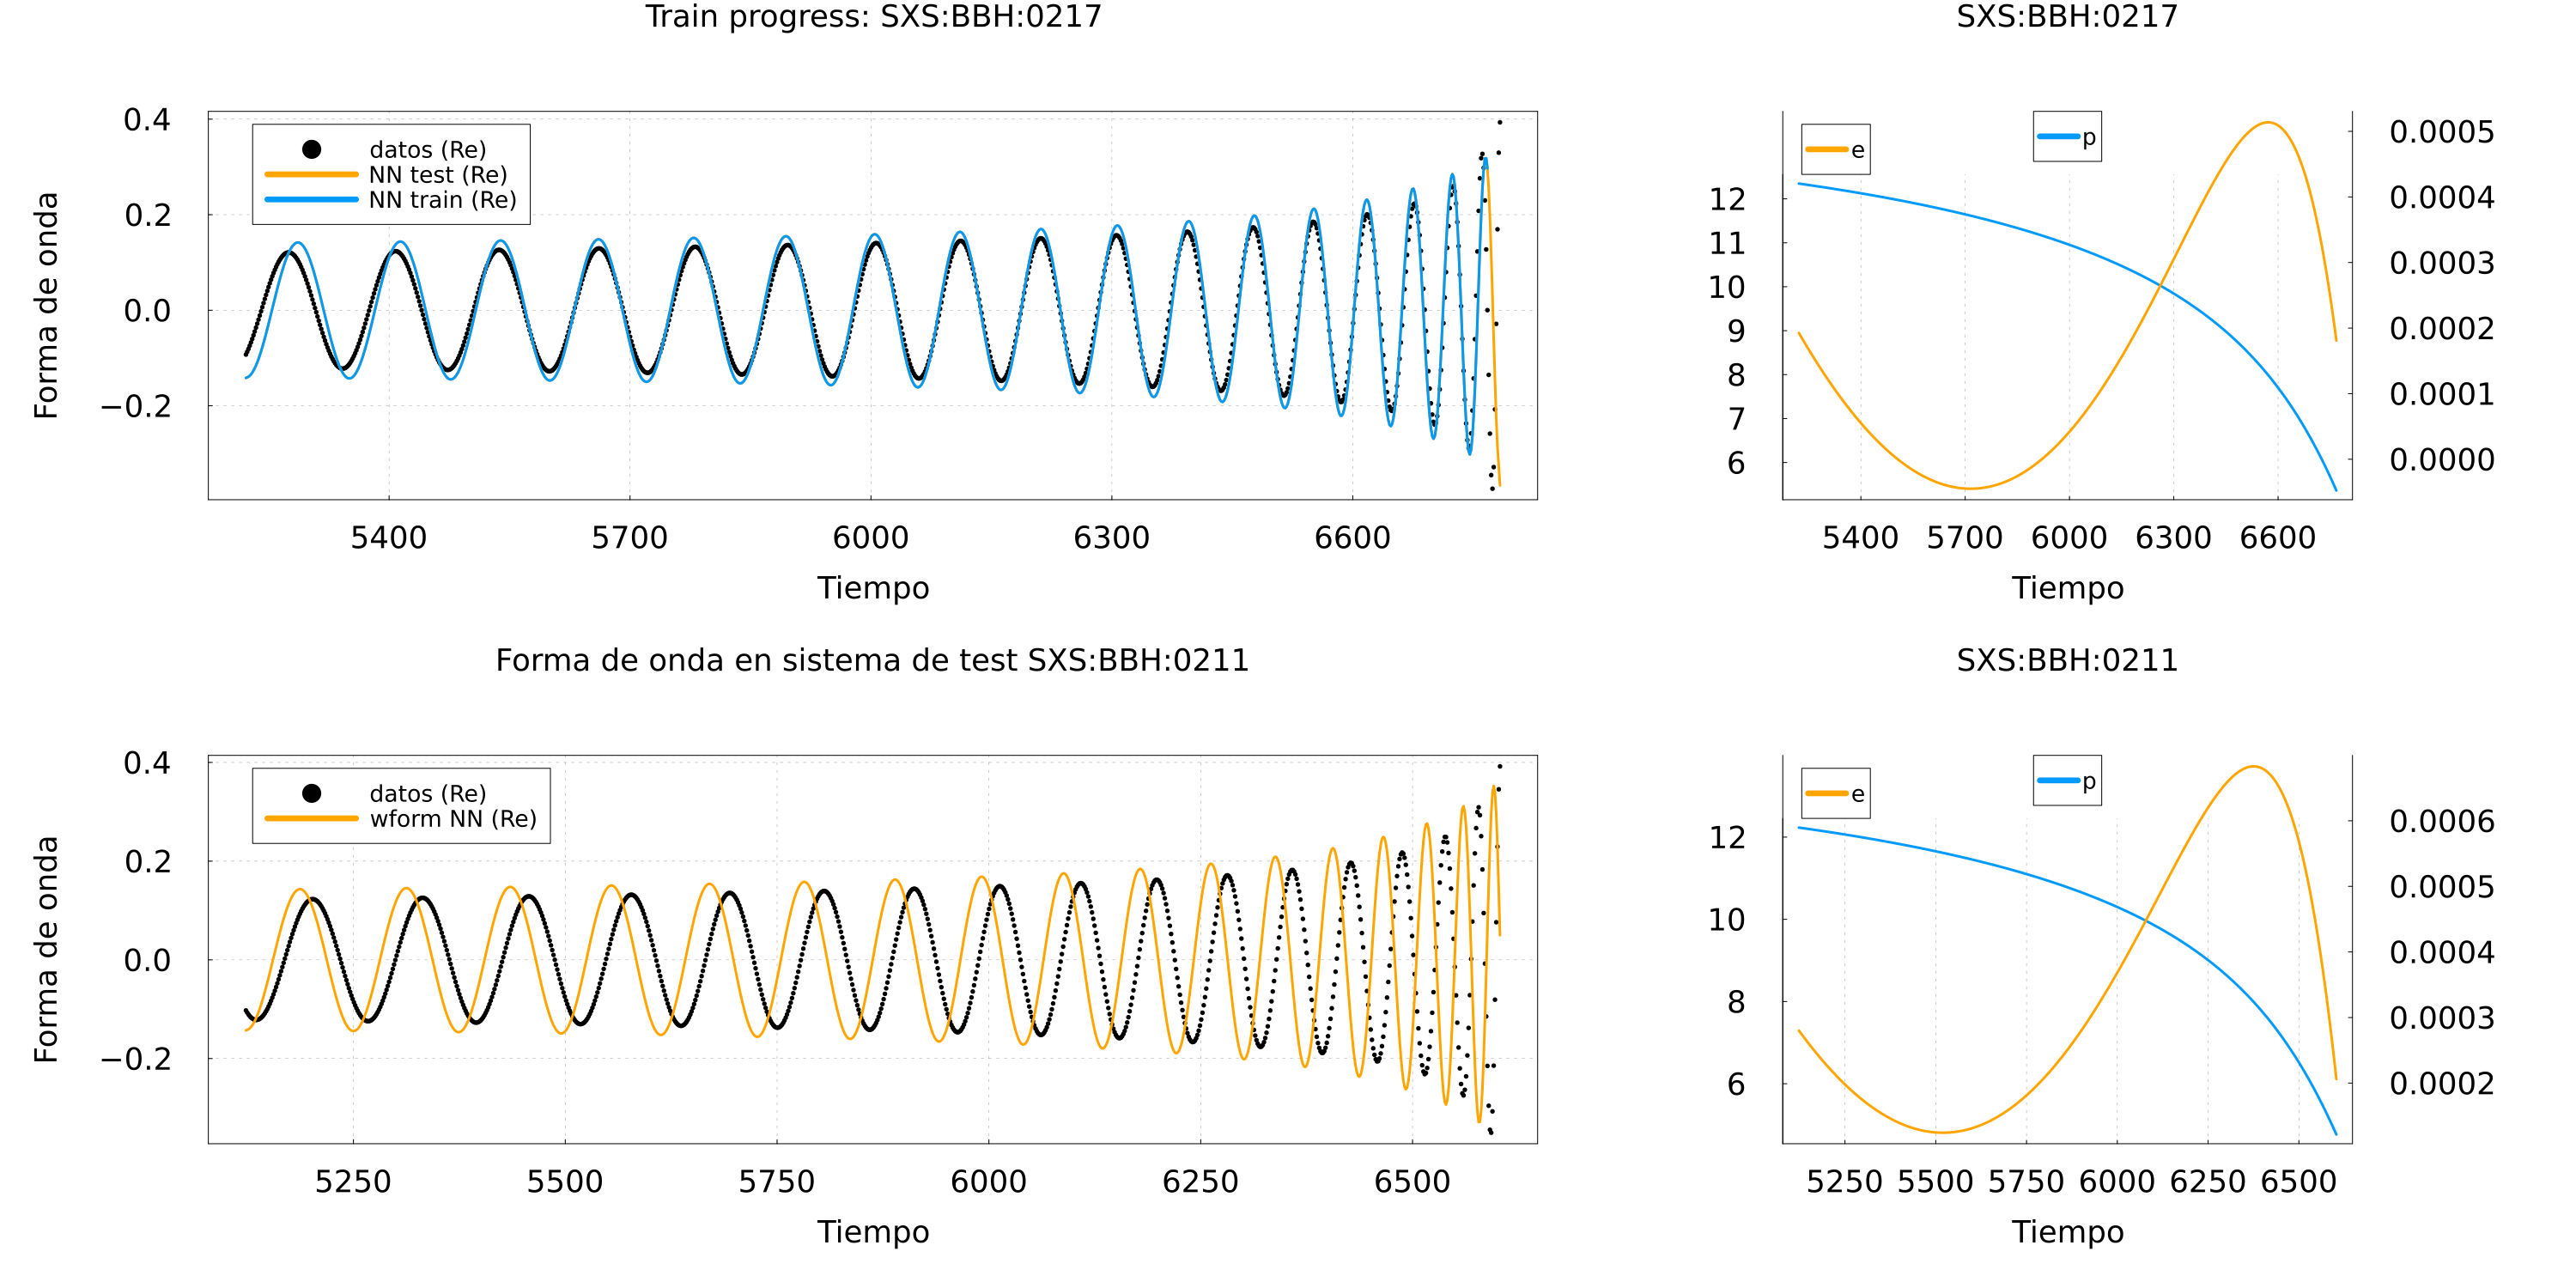 Train progress: SXS:BBH:0217
Forma de onda
0.4
0.2
0.0
−0.2
datos (Re)
NN test (Re)
NN train (Re)
5400 5700 6000 6300 6600
Tiempo
SXS:BBH:0217
e
p
12
11
10
9
8
7
6
0.0005
0.0004
0.0003
0.0002
0.0001
0.0000
5400 5700 6000 6300 6600
Tiempo
Forma de onda en sistema de test SXS:BBH:0211
Forma de onda
0.4
0.2
0.0
−0.2
datos (Re)
wform NN (Re)
5250 5500 5750 6000 6250 6500
Tiempo
SXS:BBH:0211
e
p
12
10
8
6
0.0006
0.0005
0.0004
0.0003
0.0002
5250 5500 5750 6000 6250 6500
Tiempo